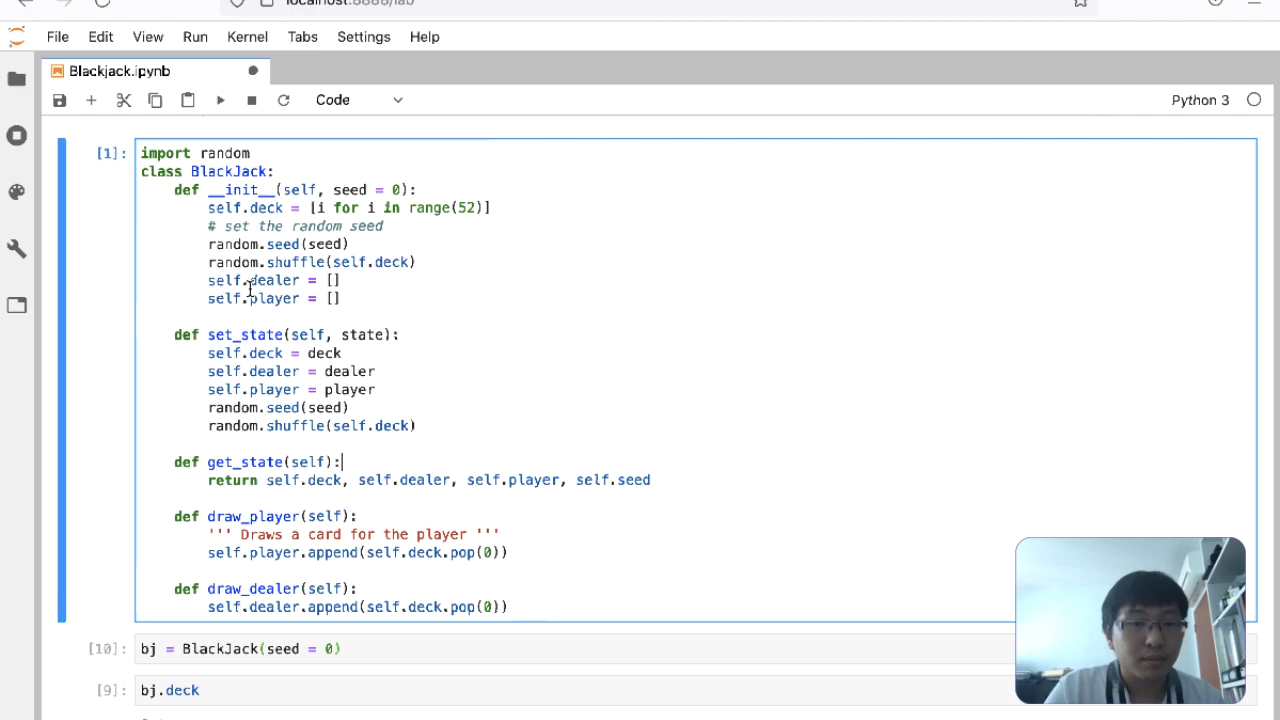 localhost:8888/lab
File Edit View Run Kernel Tabs Settings Help
Blackjack.ipynb
Code
Python 3
[1]:
import random
class BlackJack:
    def __init__(self, seed = 0):
        self.deck = [i for i in range(52)]
        # set the random seed
        random.seed(seed)
        random.shuffle(self.deck)
        self.dealer = []
        self.player = []
    def set_state(self, state):
        self.deck = deck
        self.dealer = dealer
        self.player = player
        random.seed(seed)
        random.shuffle(self.deck)
    def get_state(self):
        return self.deck, self.dealer, self.player, self.seed
    def draw_player(self):
        ''' Draws a card for the player '''
        self.player.append(self.deck.pop(0))
    def draw_dealer(self):
        self.dealer.append(self.deck.pop(0))
[10]: bj = BlackJack(seed = 0)
[9]: bj.deck